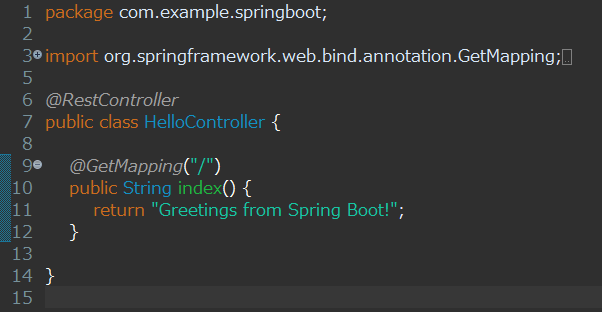 1 package com.example.springboot;
2
3 import org.springframework.web.bind.annotation.GetMapping;
5
6 @RestController
7 public class HelloController {
8
9 @GetMapping("/")
10 public String index() {
11 return "Greetings from Spring Boot!";
12 }
13
14 }
15